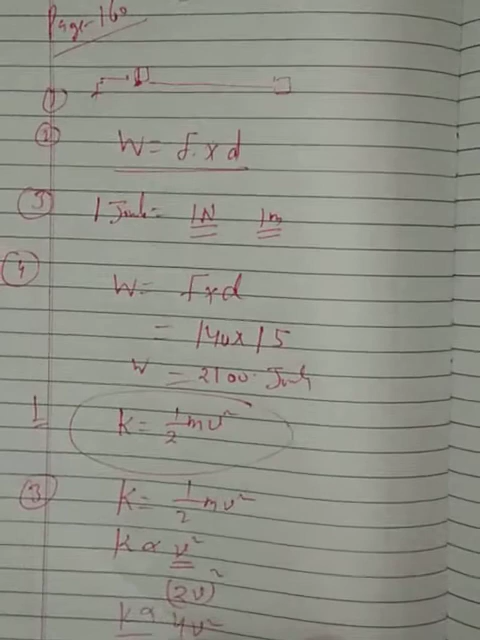 Page-160
①
② W = F × d
③ 1 Joule = 1N 1m
④ W = F×d
= 140×15
W = 2100 Joule
1 K = 1/2 mv²
③ K = 1/2 mv²
K ∝ v²
(2v)²
K ∝ 4v²